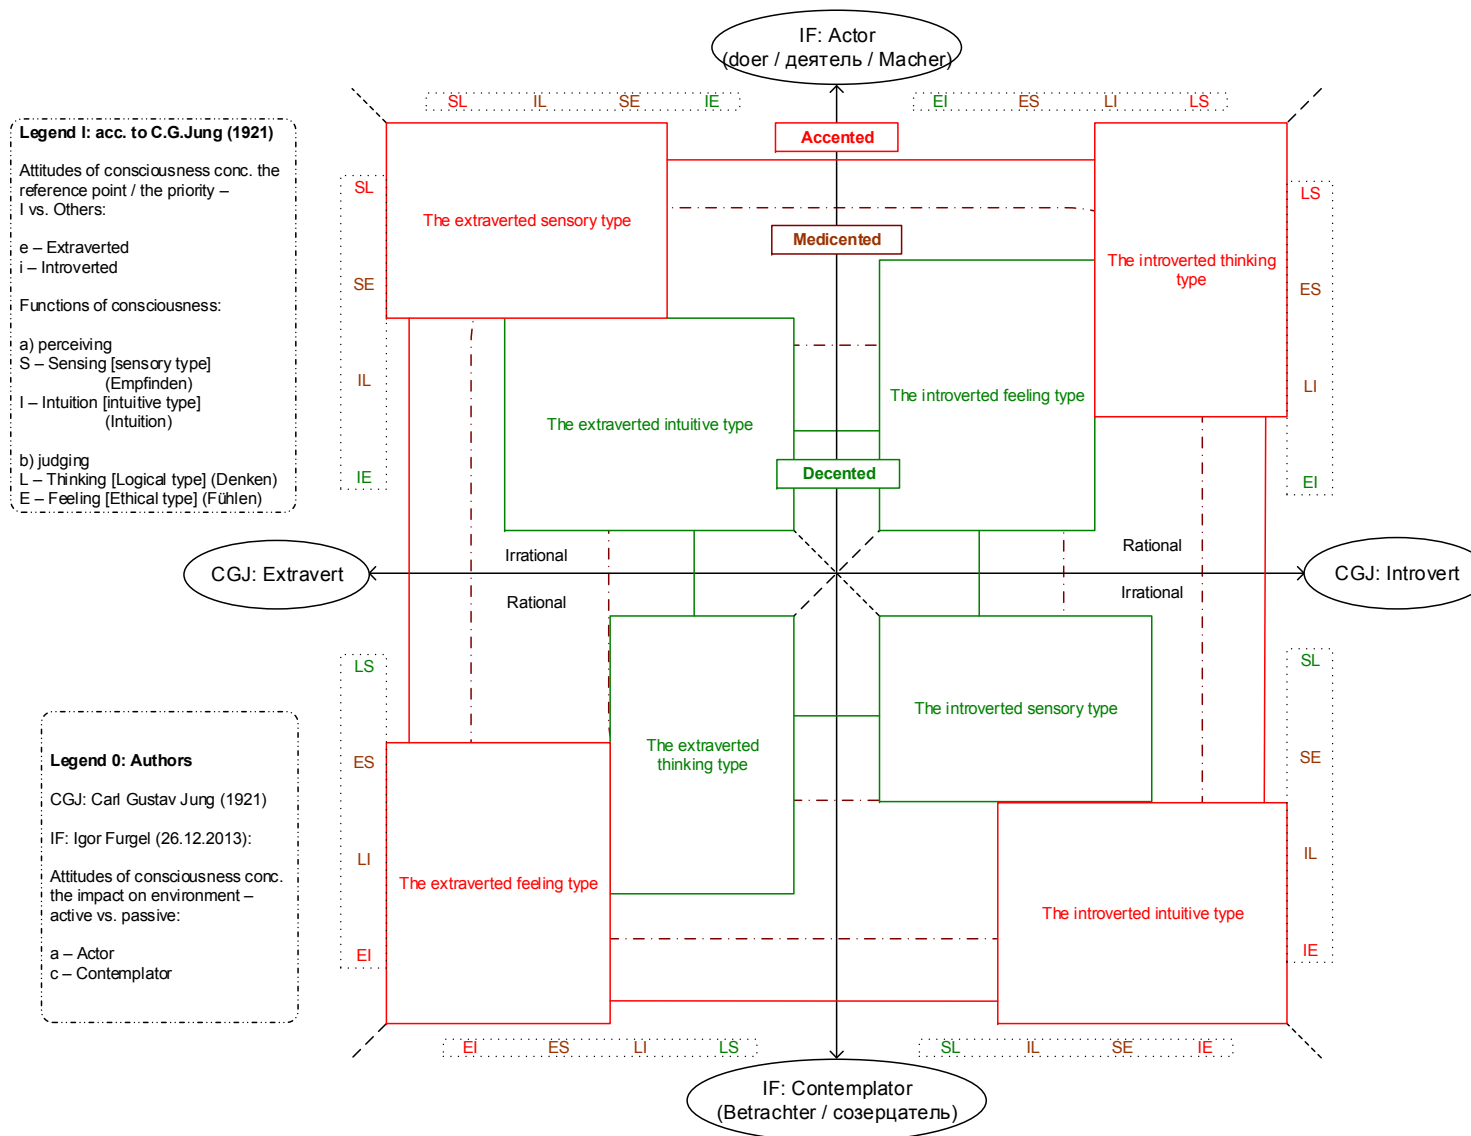 IF: Actor
(doer / деятель / Macher)
SL IL SE IE
EI ES LI LS
Accented
Legend I: acc. to C.G.Jung (1921)
Attitudes of consciousness conc. the
reference point / the priority –
I vs. Others:
e – Extraverted
i – Introverted
Functions of consciousness:
a) perceiving
S – Sensing [sensory type]
(Empfinden)
I – Intuition [intuitive type]
(Intuition)
b) judging
L – Thinking [Logical type] (Denken)
E – Feeling [Ethical type] (Fühlen)
SL
SE
IL
IE
The extraverted sensory type
Medicented
The introverted thinking
type
LS
ES
LI
EI
The extraverted intuitive type
The introverted feeling type
Decented
Irrational
Rational
CGJ: Extravert
CGJ: Introvert
Rational
Irrational
LS
ES
LI
EI
SL
SE
IL
IE
The extraverted
thinking type
The introverted sensory type
Legend 0: Authors
CGJ: Carl Gustav Jung (1921)
IF: Igor Furgel (26.12.2013):
Attitudes of consciousness conc.
the impact on environment –
active vs. passive:
a – Actor
c – Contemplator
The extraverted feeling type
The introverted intuitive type
EI ES LI LS
SL IL SE IE
IF: Contemplator
(Betrachter / созерцатель)